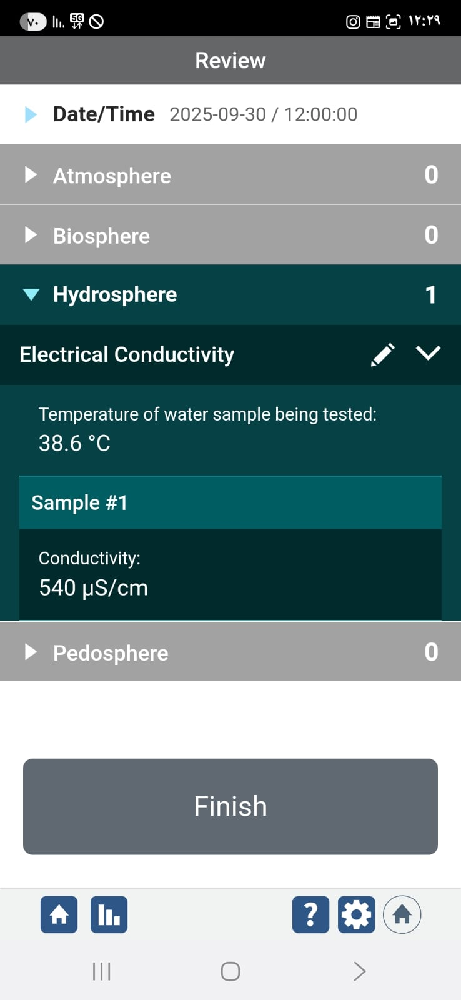 ٧٠
5G
١٢:٢٩
Review
Date/Time 2025-09-30 / 12:00:00
Atmosphere 0
Biosphere 0
Hydrosphere 1
Electrical Conductivity
Temperature of water sample being tested:
38.6 °C
Sample #1
Conductivity:
540 µS/cm
Pedosphere 0
Finish
?